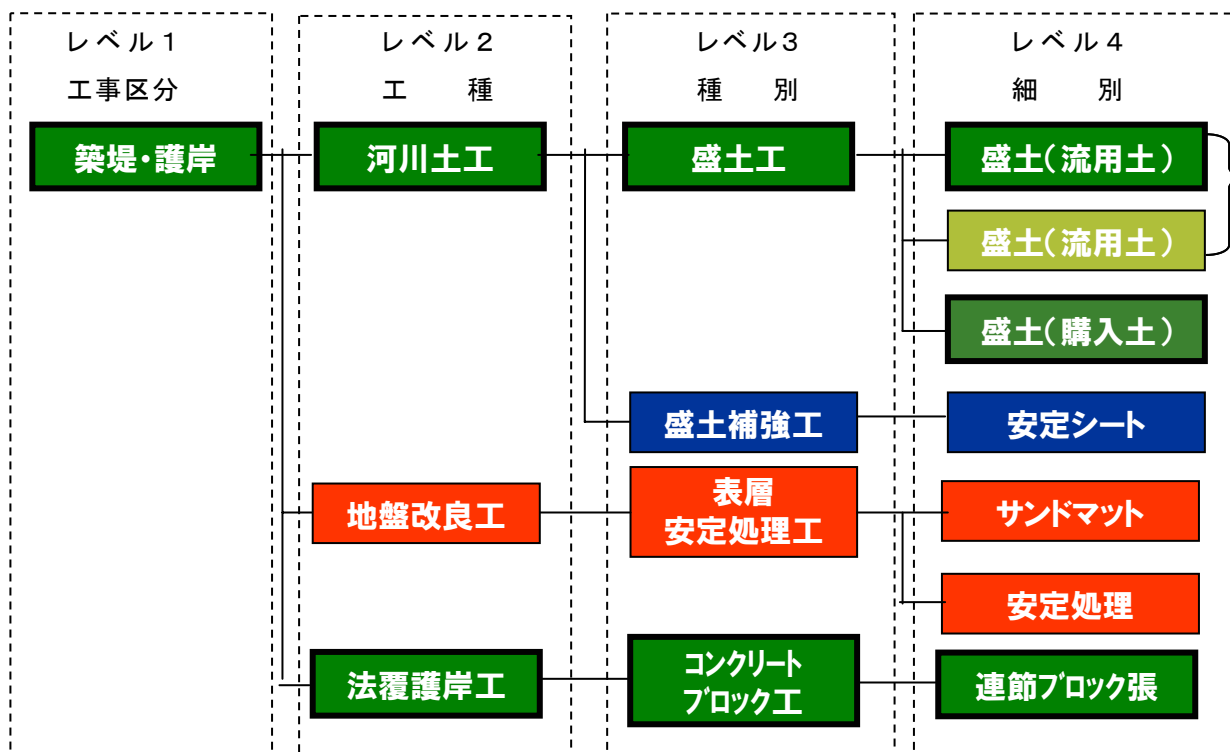 レベル１
工事区分
築堤・護岸
レベル２
工　種
河川土工
地盤改良工
法覆護岸工
レベル３
種　別
盛土工
盛土補強工
表層
安定処理工
コンクリート
ブロック工
レベル４
細　別
盛土（流用土）
盛土（流用土）
盛土（購入土）
安定シート
サンドマット
安定処理
連節ブロック張